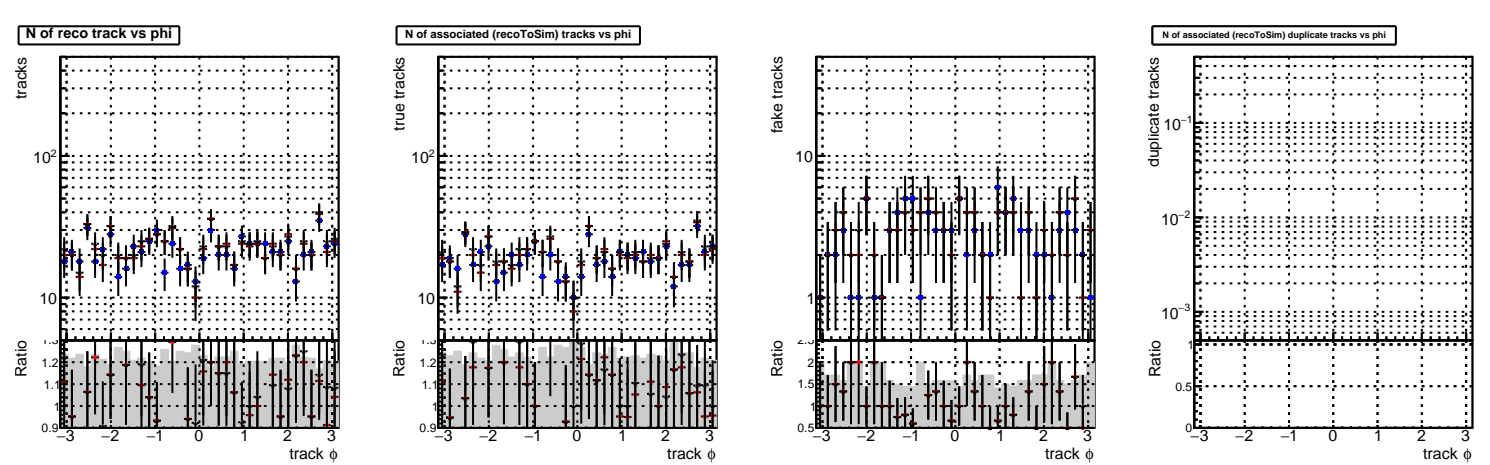 N of reco track vs phi
tracks
10²
10
Ratio
1.3
1.2
1.1
1
0.9
−3 −2 −1 0 1 2 3
track ϕ
N of associated (recoToSim) tracks vs phi
true tracks
10²
10
Ratio
1.3
1.2
1.1
1
0.9
−3 −2 −1 0 1 2 3
track ϕ
fake tracks
10
1
Ratio
2.5
2
1.5
1
0.5
−3 −2 −1 0 1 2 3
track ϕ
N of associated (recoToSim) duplicate tracks vs phi
duplicate tracks
10⁻¹
10⁻²
10⁻³
Ratio
1
0.5
0
−3 −2 −1 0 1 2 3
track ϕ